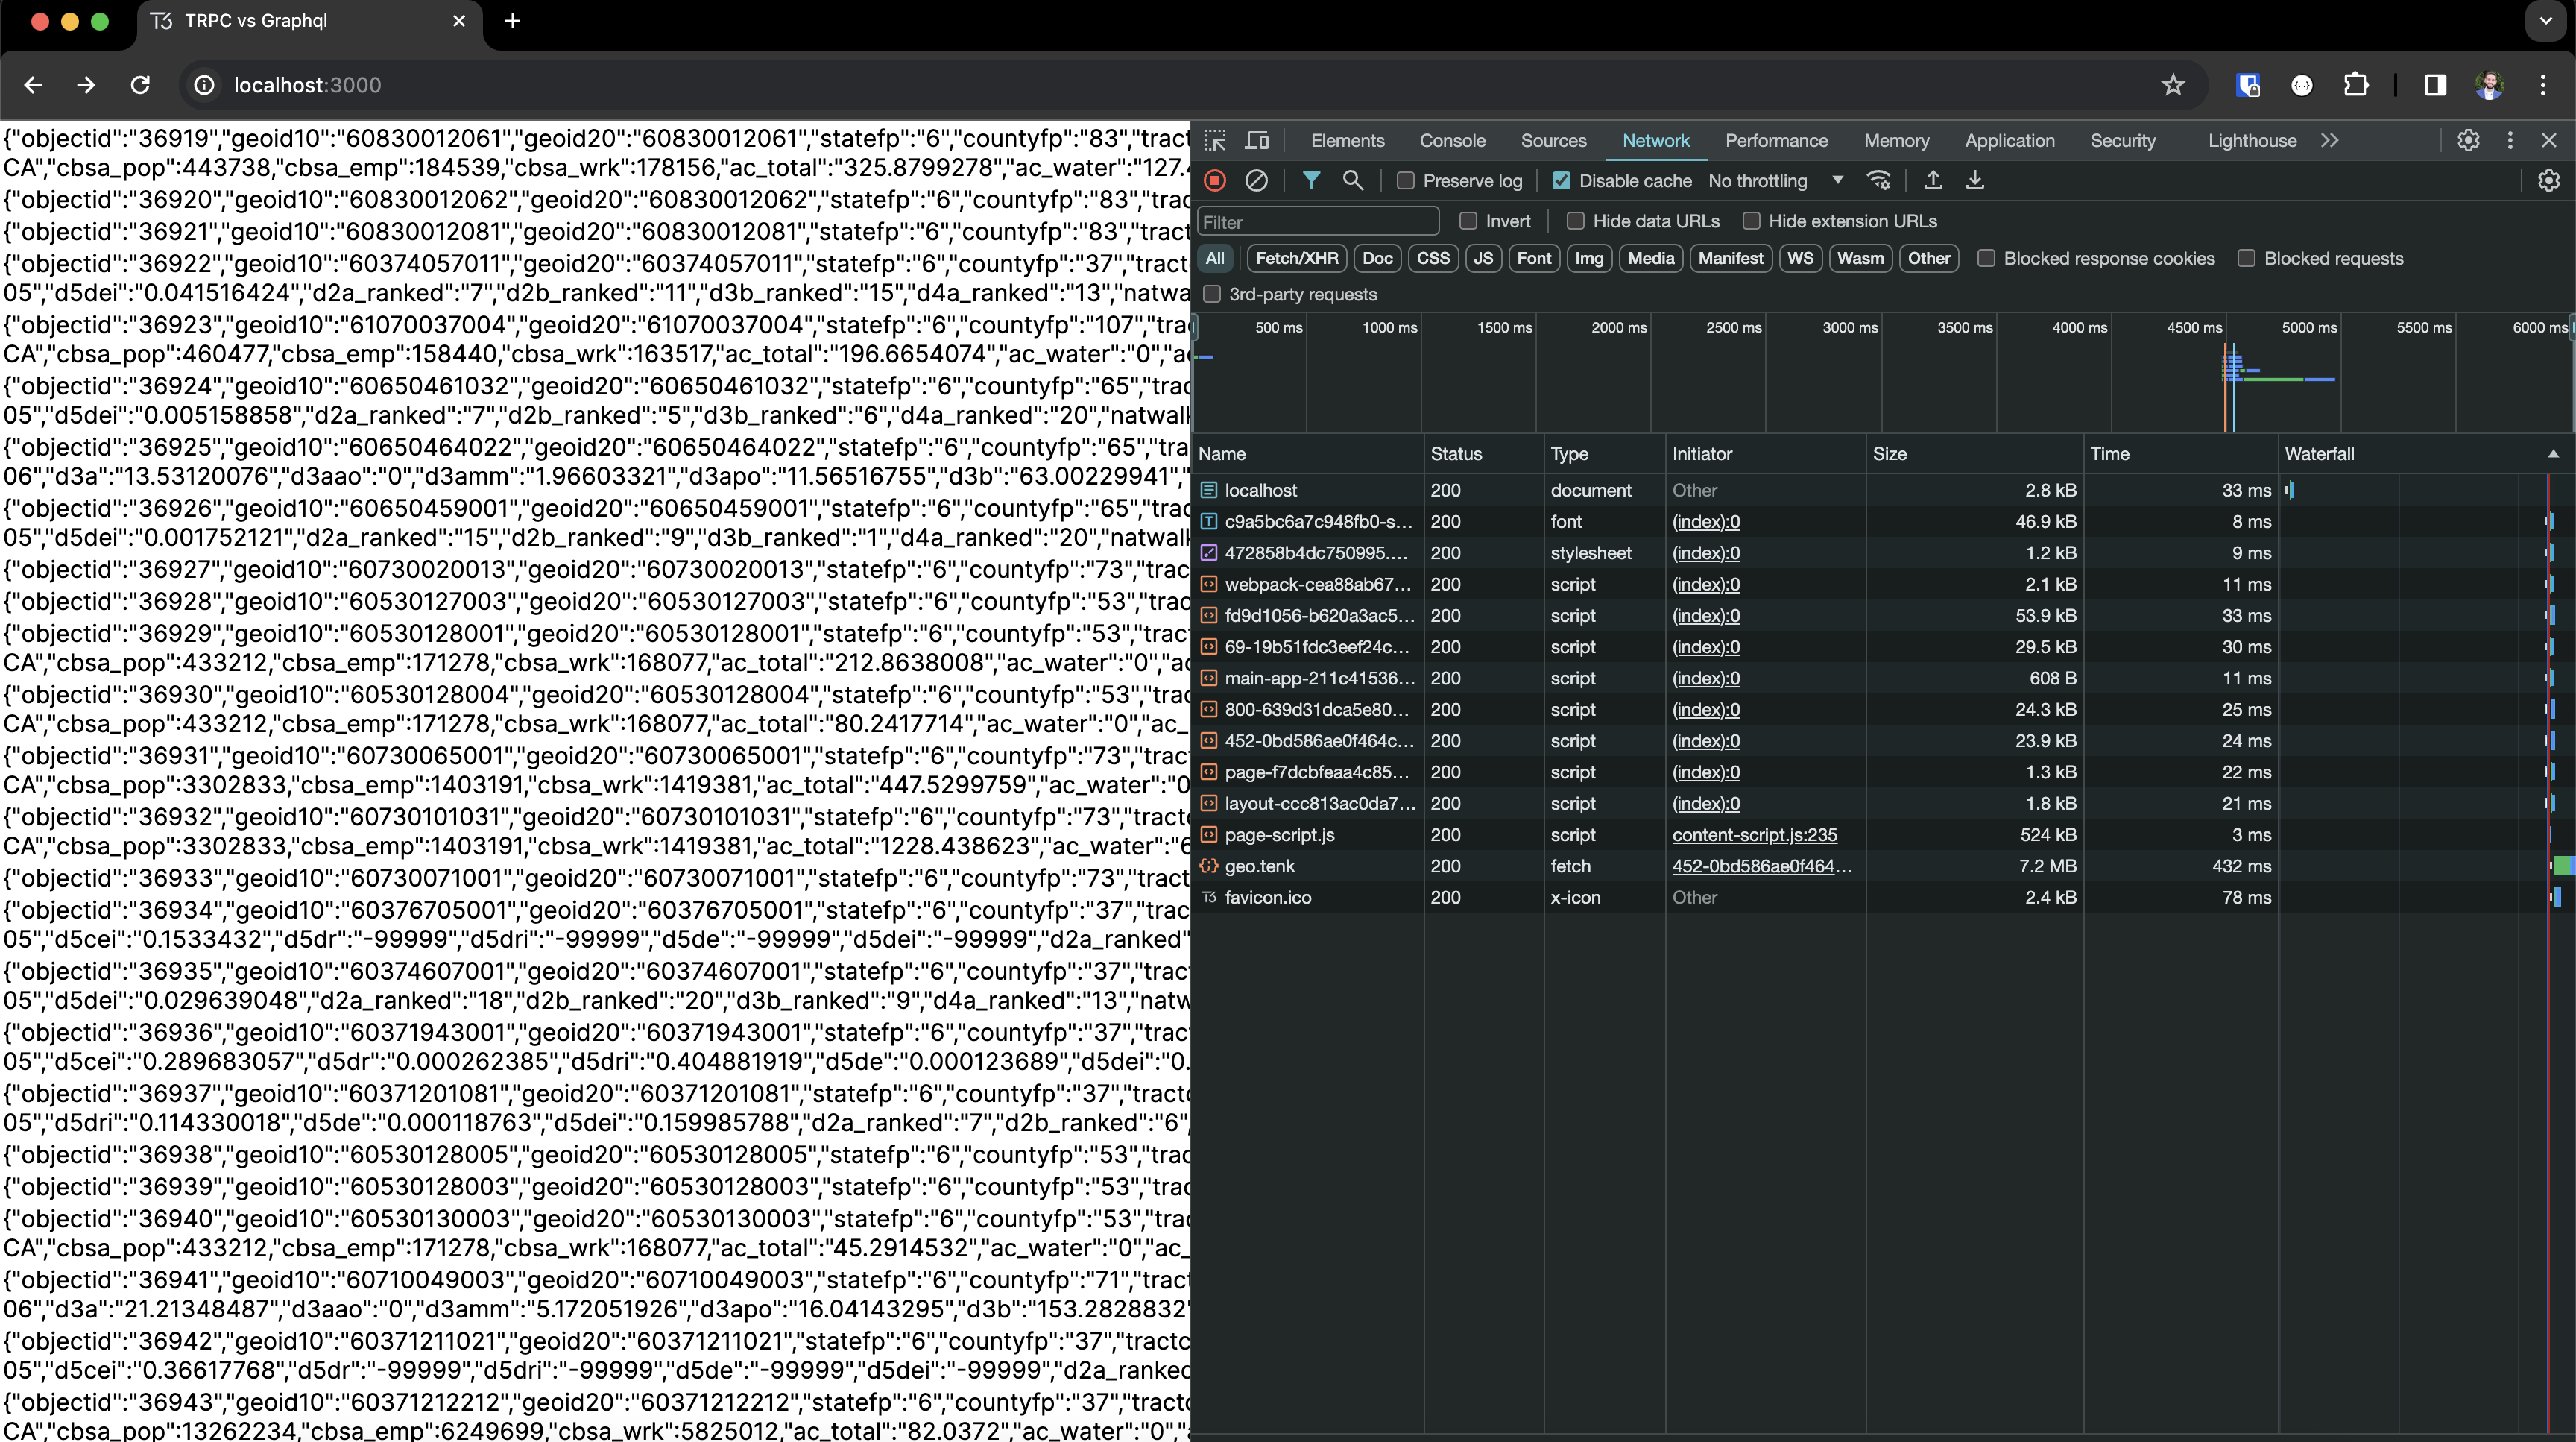 TRPC vs Graphql
localhost:3000
{"objectid":"36919","geoid10":"60830012061","geoid20":"60830012061","statefp":"6","countyfp":"83","tract
CA","cbsa_pop":443738,"cbsa_emp":184539,"cbsa_wrk":178156,"ac_total":"325.8799278","ac_water":"127.4
{"objectid":"36920","geoid10":"60830012062","geoid20":"60830012062","statefp":"6","countyfp":"83","trac
{"objectid":"36921","geoid10":"60830012081","geoid20":"60830012081","statefp":"6","countyfp":"83","tract
{"objectid":"36922","geoid10":"60374057011","geoid20":"60374057011","statefp":"6","countyfp":"37","tract
05","d5dei":"0.041516424","d2a_ranked":"7","d2b_ranked":"11","d3b_ranked":"15","d4a_ranked":"13","natwa
{"objectid":"36923","geoid10":"61070037004","geoid20":"61070037004","statefp":"6","countyfp":"107","trac
CA","cbsa_pop":460477,"cbsa_emp":158440,"cbsa_wrk":163517,"ac_total":"196.6654074","ac_water":"0","ac
{"objectid":"36924","geoid10":"60650461032","geoid20":"60650461032","statefp":"6","countyfp":"65","trac
05","d5dei":"0.005158858","d2a_ranked":"7","d2b_ranked":"5","d3b_ranked":"6","d4a_ranked":"20","natwalk
{"objectid":"36925","geoid10":"60650464022","geoid20":"60650464022","statefp":"6","countyfp":"65","tra
06","d3a":"13.53120076","d3aao":"0","d3amm":"1.96603321","d3apo":"11.56516755","d3b":"63.00229941","
{"objectid":"36926","geoid10":"60650459001","geoid20":"60650459001","statefp":"6","countyfp":"65","trac
05","d5dei":"0.001752121","d2a_ranked":"15","d2b_ranked":"9","d3b_ranked":"1","d4a_ranked":"20","natwalk
{"objectid":"36927","geoid10":"60730020013","geoid20":"60730020013","statefp":"6","countyfp":"73","trac
{"objectid":"36928","geoid10":"60530127003","geoid20":"60530127003","statefp":"6","countyfp":"53","trac
{"objectid":"36929","geoid10":"60530128001","geoid20":"60530128001","statefp":"6","countyfp":"53","trac
CA","cbsa_pop":433212,"cbsa_emp":171278,"cbsa_wrk":168077,"ac_total":"212.8638008","ac_water":"0","ac
{"objectid":"36930","geoid10":"60530128004","geoid20":"60530128004","statefp":"6","countyfp":"53","trac
CA","cbsa_pop":433212,"cbsa_emp":171278,"cbsa_wrk":168077,"ac_total":"80.2417714","ac_water":"0","ac_
{"objectid":"36931","geoid10":"60730065001","geoid20":"60730065001","statefp":"6","countyfp":"73","trac
CA","cbsa_pop":3302833,"cbsa_emp":1403191,"cbsa_wrk":1419381,"ac_total":"447.5299759","ac_water":"0
{"objectid":"36932","geoid10":"60730101031","geoid20":"60730101031","statefp":"6","countyfp":"73","tract
CA","cbsa_pop":3302833,"cbsa_emp":1403191,"cbsa_wrk":1419381,"ac_total":"1228.438623","ac_water":"6
{"objectid":"36933","geoid10":"60730071001","geoid20":"60730071001","statefp":"6","countyfp":"73","tract
{"objectid":"36934","geoid10":"60376705001","geoid20":"60376705001","statefp":"6","countyfp":"37","trac
05","d5cei":"0.1533432","d5dr":"-99999","d5dri":"-99999","d5de":"-99999","d5dei":"-99999","d2a_ranked"
{"objectid":"36935","geoid10":"60374607001","geoid20":"60374607001","statefp":"6","countyfp":"37","trac
05","d5dei":"0.029639048","d2a_ranked":"18","d2b_ranked":"20","d3b_ranked":"9","d4a_ranked":"13","natw
{"objectid":"36936","geoid10":"60371943001","geoid20":"60371943001","statefp":"6","countyfp":"37","trac
05","d5cei":"0.289683057","d5dr":"0.000262385","d5dri":"0.404881919","d5de":"0.000123689","d5dei":"0.
{"objectid":"36937","geoid10":"60371201081","geoid20":"60371201081","statefp":"6","countyfp":"37","tract
05","d5dri":"0.114330018","d5de":"0.000118763","d5dei":"0.159985788","d2a_ranked":"7","d2b_ranked":"6",
{"objectid":"36938","geoid10":"60530128005","geoid20":"60530128005","statefp":"6","countyfp":"53","trac
{"objectid":"36939","geoid10":"60530128003","geoid20":"60530128003","statefp":"6","countyfp":"53","trac
{"objectid":"36940","geoid10":"60530130003","geoid20":"60530130003","statefp":"6","countyfp":"53","trac
CA","cbsa_pop":433212,"cbsa_emp":171278,"cbsa_wrk":168077,"ac_total":"45.2914532","ac_water":"0","ac_
{"objectid":"36941","geoid10":"60710049003","geoid20":"60710049003","statefp":"6","countyfp":"71","tract
06","d3a":"21.21348487","d3aao":"0","d3amm":"5.172051926","d3apo":"16.04143295","d3b":"153.2828832"
{"objectid":"36942","geoid10":"60371211021","geoid20":"60371211021","statefp":"6","countyfp":"37","tractc
05","d5cei":"0.36617768","d5dr":"-99999","d5dri":"-99999","d5de":"-99999","d5dei":"-99999","d2a_ranked
{"objectid":"36943","geoid10":"60371212212","geoid20":"60371212212","statefp":"6","countyfp":"37","tract
CA","cbsa_pop":13262234,"cbsa_emp":6249699,"cbsa_wrk":5825012,"ac_total":"82.0372","ac_water":"0","
Elements Console Sources Network Performance Memory Application Security Lighthouse
Preserve log Disable cache No throttling
Filter Invert Hide data URLs Hide extension URLs
All Fetch/XHR Doc CSS JS Font Img Media Manifest WS Wasm Other Blocked response cookies Blocked requests
3rd-party requests
500 ms 1000 ms 1500 ms 2000 ms 2500 ms 3000 ms 3500 ms 4000 ms 4500 ms 5000 ms 5500 ms 6000 ms
Name Status Type Initiator Size Time Waterfall
localhost 200 document Other 2.8 kB 33 ms
c9a5bc6a7c948fb0-s... 200 font (index):0 46.9 kB 8 ms
472858b4dc750995.... 200 stylesheet (index):0 1.2 kB 9 ms
webpack-cea88ab67... 200 script (index):0 2.1 kB 11 ms
fd9d1056-b620a3ac5... 200 script (index):0 53.9 kB 33 ms
69-19b51fdc3eef24c... 200 script (index):0 29.5 kB 30 ms
main-app-211c41536... 200 script (index):0 608 B 11 ms
800-639d31dca5e80... 200 script (index):0 24.3 kB 25 ms
452-0bd586ae0f464c... 200 script (index):0 23.9 kB 24 ms
page-f7dcbfeaa4c85... 200 script (index):0 1.3 kB 22 ms
layout-ccc813ac0da7... 200 script (index):0 1.8 kB 21 ms
page-script.js 200 script content-script.js:235 524 kB 3 ms
geo.tenk 200 fetch 452-0bd586ae0f464... 7.2 MB 432 ms
favicon.ico 200 x-icon Other 2.4 kB 78 ms